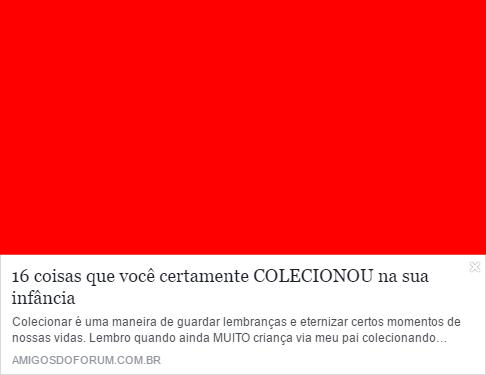 16 coisas que você certamente COLECIONOU na sua
infância
Colecionar é uma maneira de guardar lembranças e eternizar certos momentos de
nossas vidas. Lembro quando ainda MUITO criança via meu pai colecionando...
AMIGOSDOFORUM.COM.BR